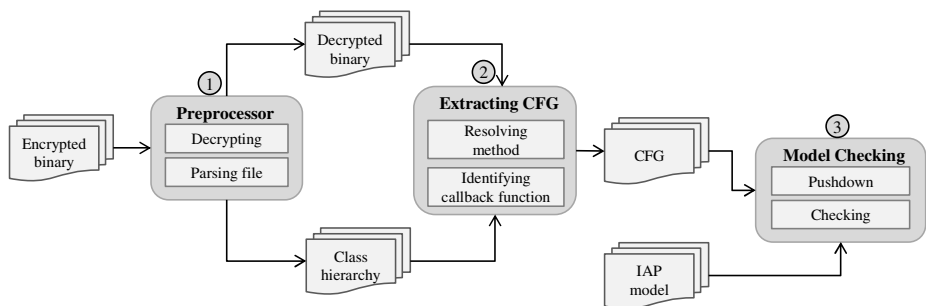 Encrypted
binary
1
Preprocessor
Decrypting
Parsing file
Decrypted
binary
Class
hierarchy
2
Extracting CFG
Resolving
method
Identifying
callback function
CFG
IAP
model
3
Model Checking
Pushdown
Checking